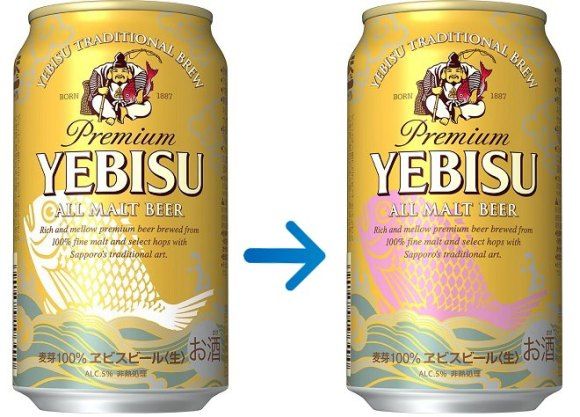 YEBISU TRADITIONAL BREW
BORN 1887
Premium
YEBISU
ALL MALT BEER
Rich and mellow premium beer brewed from
100% fine malt and select hops with
Sapporo's traditional art.
麦芽100% ヱビスビール〈生〉お酒
ALC.5% 非熱処理
YEBISU TRADITIONAL BREW
BORN 1887
Premium
YEBISU
ALL MALT BEER
Rich and mellow premium beer brewed from
100% fine malt and select hops with
Sapporo's traditional art.
麦芽100% ヱビスビール〈生〉お酒
ALC.5% 非熱処理